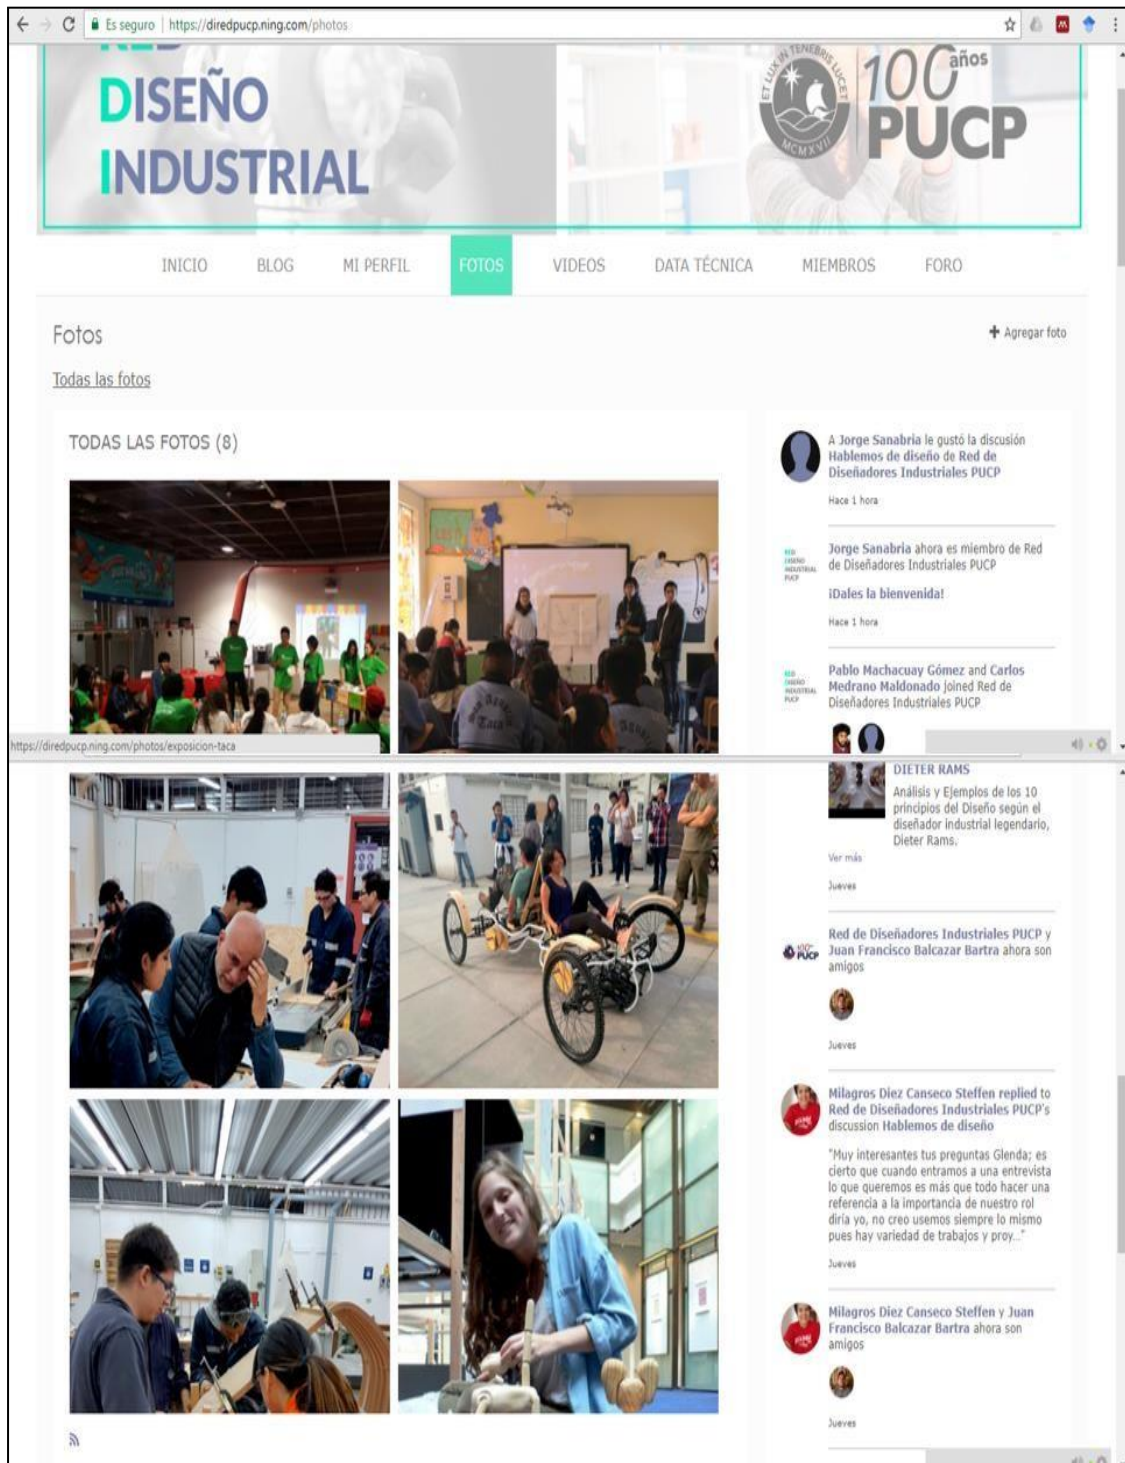 Es seguro | https://diredpucp.ning.com/photos
DISEÑO
INDUSTRIAL
ET LUX IN TENEBRIS LUCET
MCMXVII
100 años
PUCP
INICIO BLOG MI PERFIL FOTOS VIDEOS DATA TÉCNICA MIEMBROS FORO
Fotos
+ Agregar foto
Todas las fotos
TODAS LAS FOTOS (8)
A Jorge Sanabria le gustó la discusión
Hablemos de diseño de Red de
Diseñadores Industriales PUCP
Hace 1 hora
RED
DISEÑO
INDUSTRIAL
PUCP
Jorge Sanabria ahora es miembro de Red
de Diseñadores Industriales PUCP
¡Dales la bienvenida!
Hace 1 hora
RED
DISEÑO
INDUSTRIAL
PUCP
Pablo Machacuay Gómez and Carlos
Medrano Maldonado joined Red de
Diseñadores Industriales PUCP
https://diredpucp.ning.com/photos/exposicion-taca
DIETER RAMS
Análisis y Ejemplos de los 10
principios del Diseño según el
diseñador industrial legendario,
Dieter Rams.
Ver más
Jueves
100 PUCP
Red de Diseñadores Industriales PUCP y
Juan Francisco Balcazar Bartra ahora son
amigos
Jueves
Milagros Diez Canseco Steffen replied to
Red de Diseñadores Industriales PUCP's
discussion Hablemos de diseño
"Muy interesantes tus preguntas Glenda; es
cierto que cuando entramos a una entrevista
lo que queremos es más que todo hacer una
referencia a la importancia de nuestro rol
diría yo, no creo usemos siempre lo mismo
pues hay variedad de trabajos y proy..."
Jueves
Milagros Diez Canseco Steffen y Juan
Francisco Balcazar Bartra ahora son
amigos
Jueves